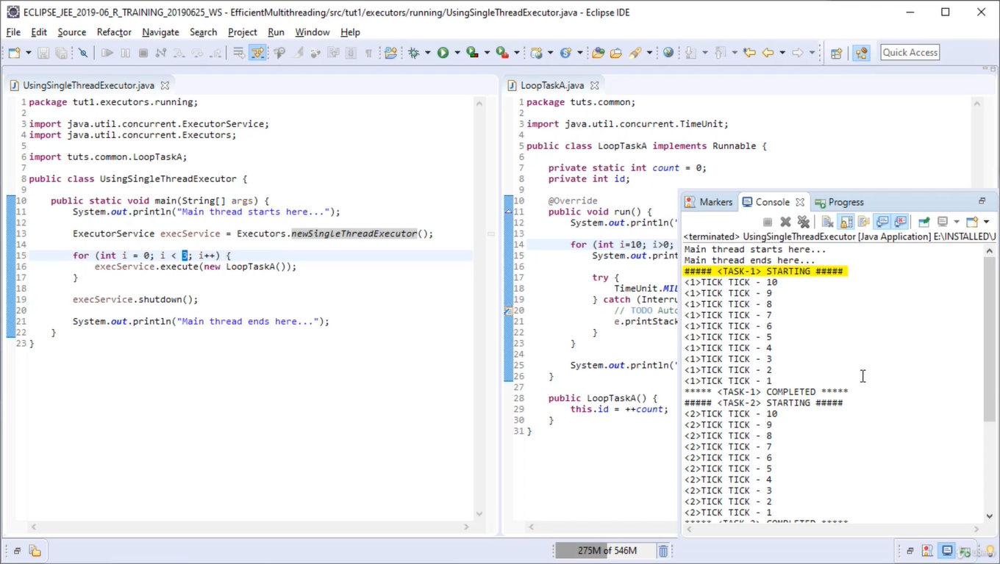 ECLIPSE_JEE_2019-06_R_TRAINING_20190625_WS - EfficientMultithreading/src/tut1/executors/running/UsingSingleThreadExecutor.java - Eclipse IDE
File Edit Source Refactor Navigate Search Project Run Window Help
Quick Access
UsingSingleThreadExecutor.java
1 package tut1.executors.running;
2
3 import java.util.concurrent.ExecutorService;
4 import java.util.concurrent.Executors;
5
6 import tuts.common.LoopTaskA;
7
8 public class UsingSingleThreadExecutor {
9
10 public static void main(String[] args) {
11 System.out.println("Main thread starts here...");
12
13 ExecutorService execService = Executors.newSingleThreadExecutor();
14
15 for (int i = 0; i < 3; i++) {
16 execService.execute(new LoopTaskA());
17 }
18
19 execService.shutdown();
20
21 System.out.println("Main thread ends here...");
22 }
23 }
LoopTaskA.java
1 package tuts.common;
2
3 import java.util.concurrent.TimeUnit;
4
5 public class LoopTaskA implements Runnable {
6
7 private static int count = 0;
8 private int id;
9
10 @Override
11 public void run() {
12 System.out.println("
13
14 for (int i=10; i>0;
15 System.out.print
16
17 try {
18 TimeUnit.MIL
19 } catch (Interru
20 // TODO Auto
21 e.printStack
22 }
23 }
24
25 System.out.println("
26 }
27
28 public LoopTaskA() {
29 this.id = ++count;
30 }
31 }
Markers Console Progress
<terminated> UsingSingleThreadExecutor [Java Application] E:\INSTALLED\J
Main thread starts here...
Main thread ends here...
##### <TASK-1> STARTING #####
<1>TICK TICK - 10
<1>TICK TICK - 9
<1>TICK TICK - 8
<1>TICK TICK - 7
<1>TICK TICK - 6
<1>TICK TICK - 5
<1>TICK TICK - 4
<1>TICK TICK - 3
<1>TICK TICK - 2
<1>TICK TICK - 1
***** <TASK-1> COMPLETED *****
##### <TASK-2> STARTING #####
<2>TICK TICK - 10
<2>TICK TICK - 9
<2>TICK TICK - 8
<2>TICK TICK - 7
<2>TICK TICK - 6
<2>TICK TICK - 5
<2>TICK TICK - 4
<2>TICK TICK - 3
<2>TICK TICK - 2
<2>TICK TICK - 1
***** <TASK-2> COMPLETED *****
275M of 546M